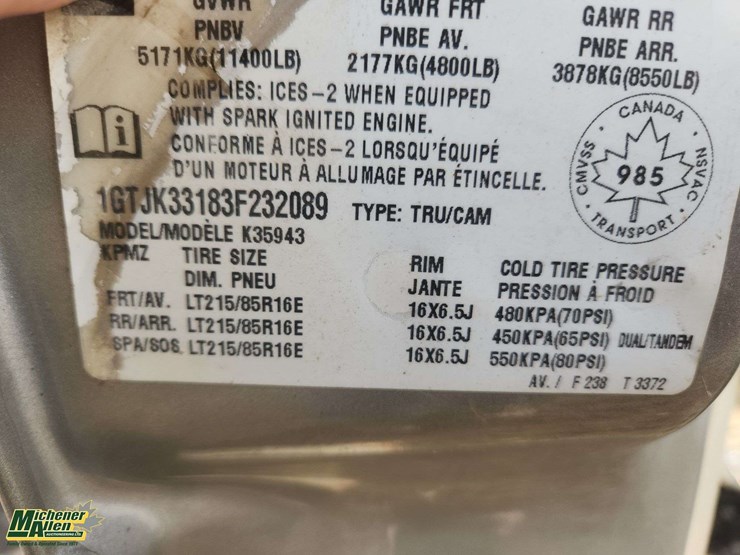 GVWR GAWR FRT GAWR RR
PNBV PNBE AV. PNBE ARR.
5171KG(11400LB) 2177KG(4800LB) 3878KG(8550LB)
COMPLIES: ICES-2 WHEN EQUIPPED
WITH SPARK IGNITED ENGINE.
CONFORME À ICES-2 LORSQU'ÉQUIPÉ
D'UN MOTEUR À ALLUMAGE PAR ÉTINCELLE.
CANADA
CMVSS 985 NSVAC
TRANSPORT
1GTJK33183F232089 TYPE: TRU/CAM
MODEL/MODÈLE K35943
KPMZ TIRE SIZE RIM COLD TIRE PRESSURE
DIM. PNEU JANTE PRESSION À FROID
FRT/AV. LT215/85R16E 16X6.5J 480KPA(70PSI)
RR/ARR. LT215/85R16E 16X6.5J 450KPA(65PSI) DUAL/TANDEM
SPA/SOS. LT215/85R16E 16X6.5J 550KPA(80PSI)
AV. / F 238 T 3372
Michener
Allen
AUCTIONEERING LTD.